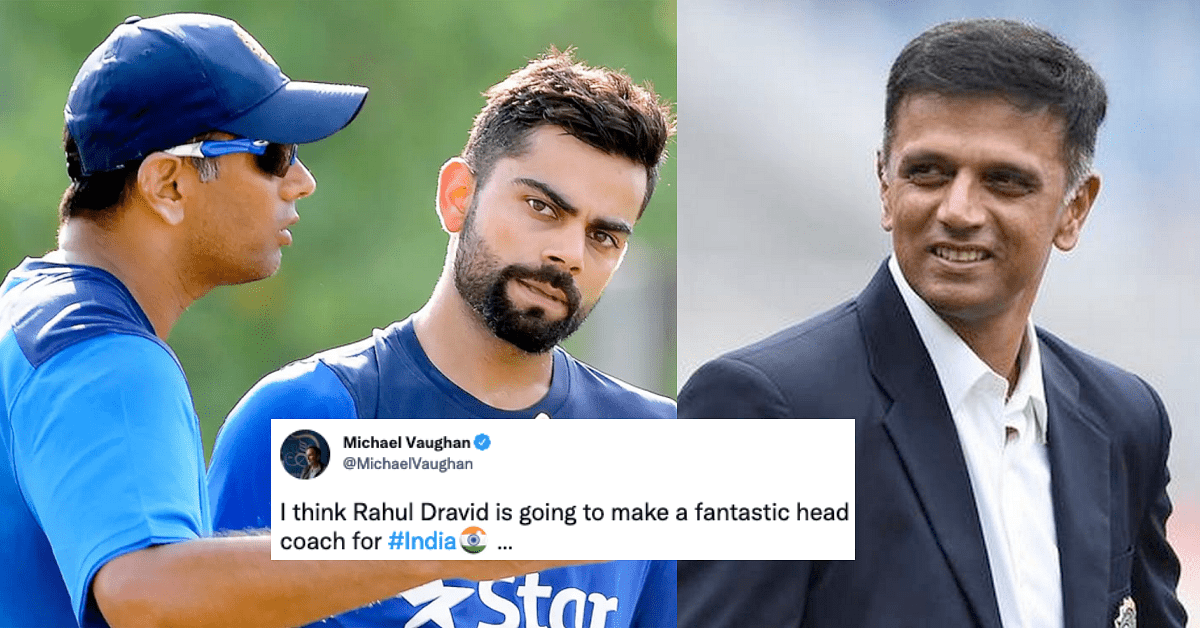 Michael Vaughan
@MichaelVaughan
I think Rahul Dravid is going to make a fantastic head
coach for #India🇮🇳 ...
Star